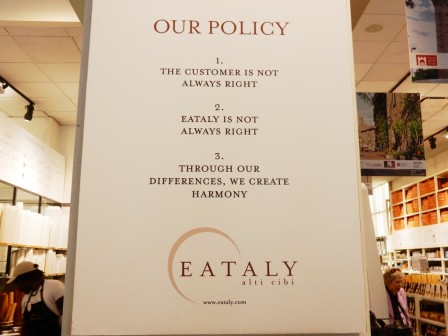 OUR POLICY
1.
THE CUSTOMER IS NOT
ALWAYS RIGHT
2.
EATALY IS NOT
ALWAYS RIGHT
3.
THROUGH OUR
DIFFERENCES, WE CREATE
HARMONY
EATALY
alti cibi
www.eataly.com